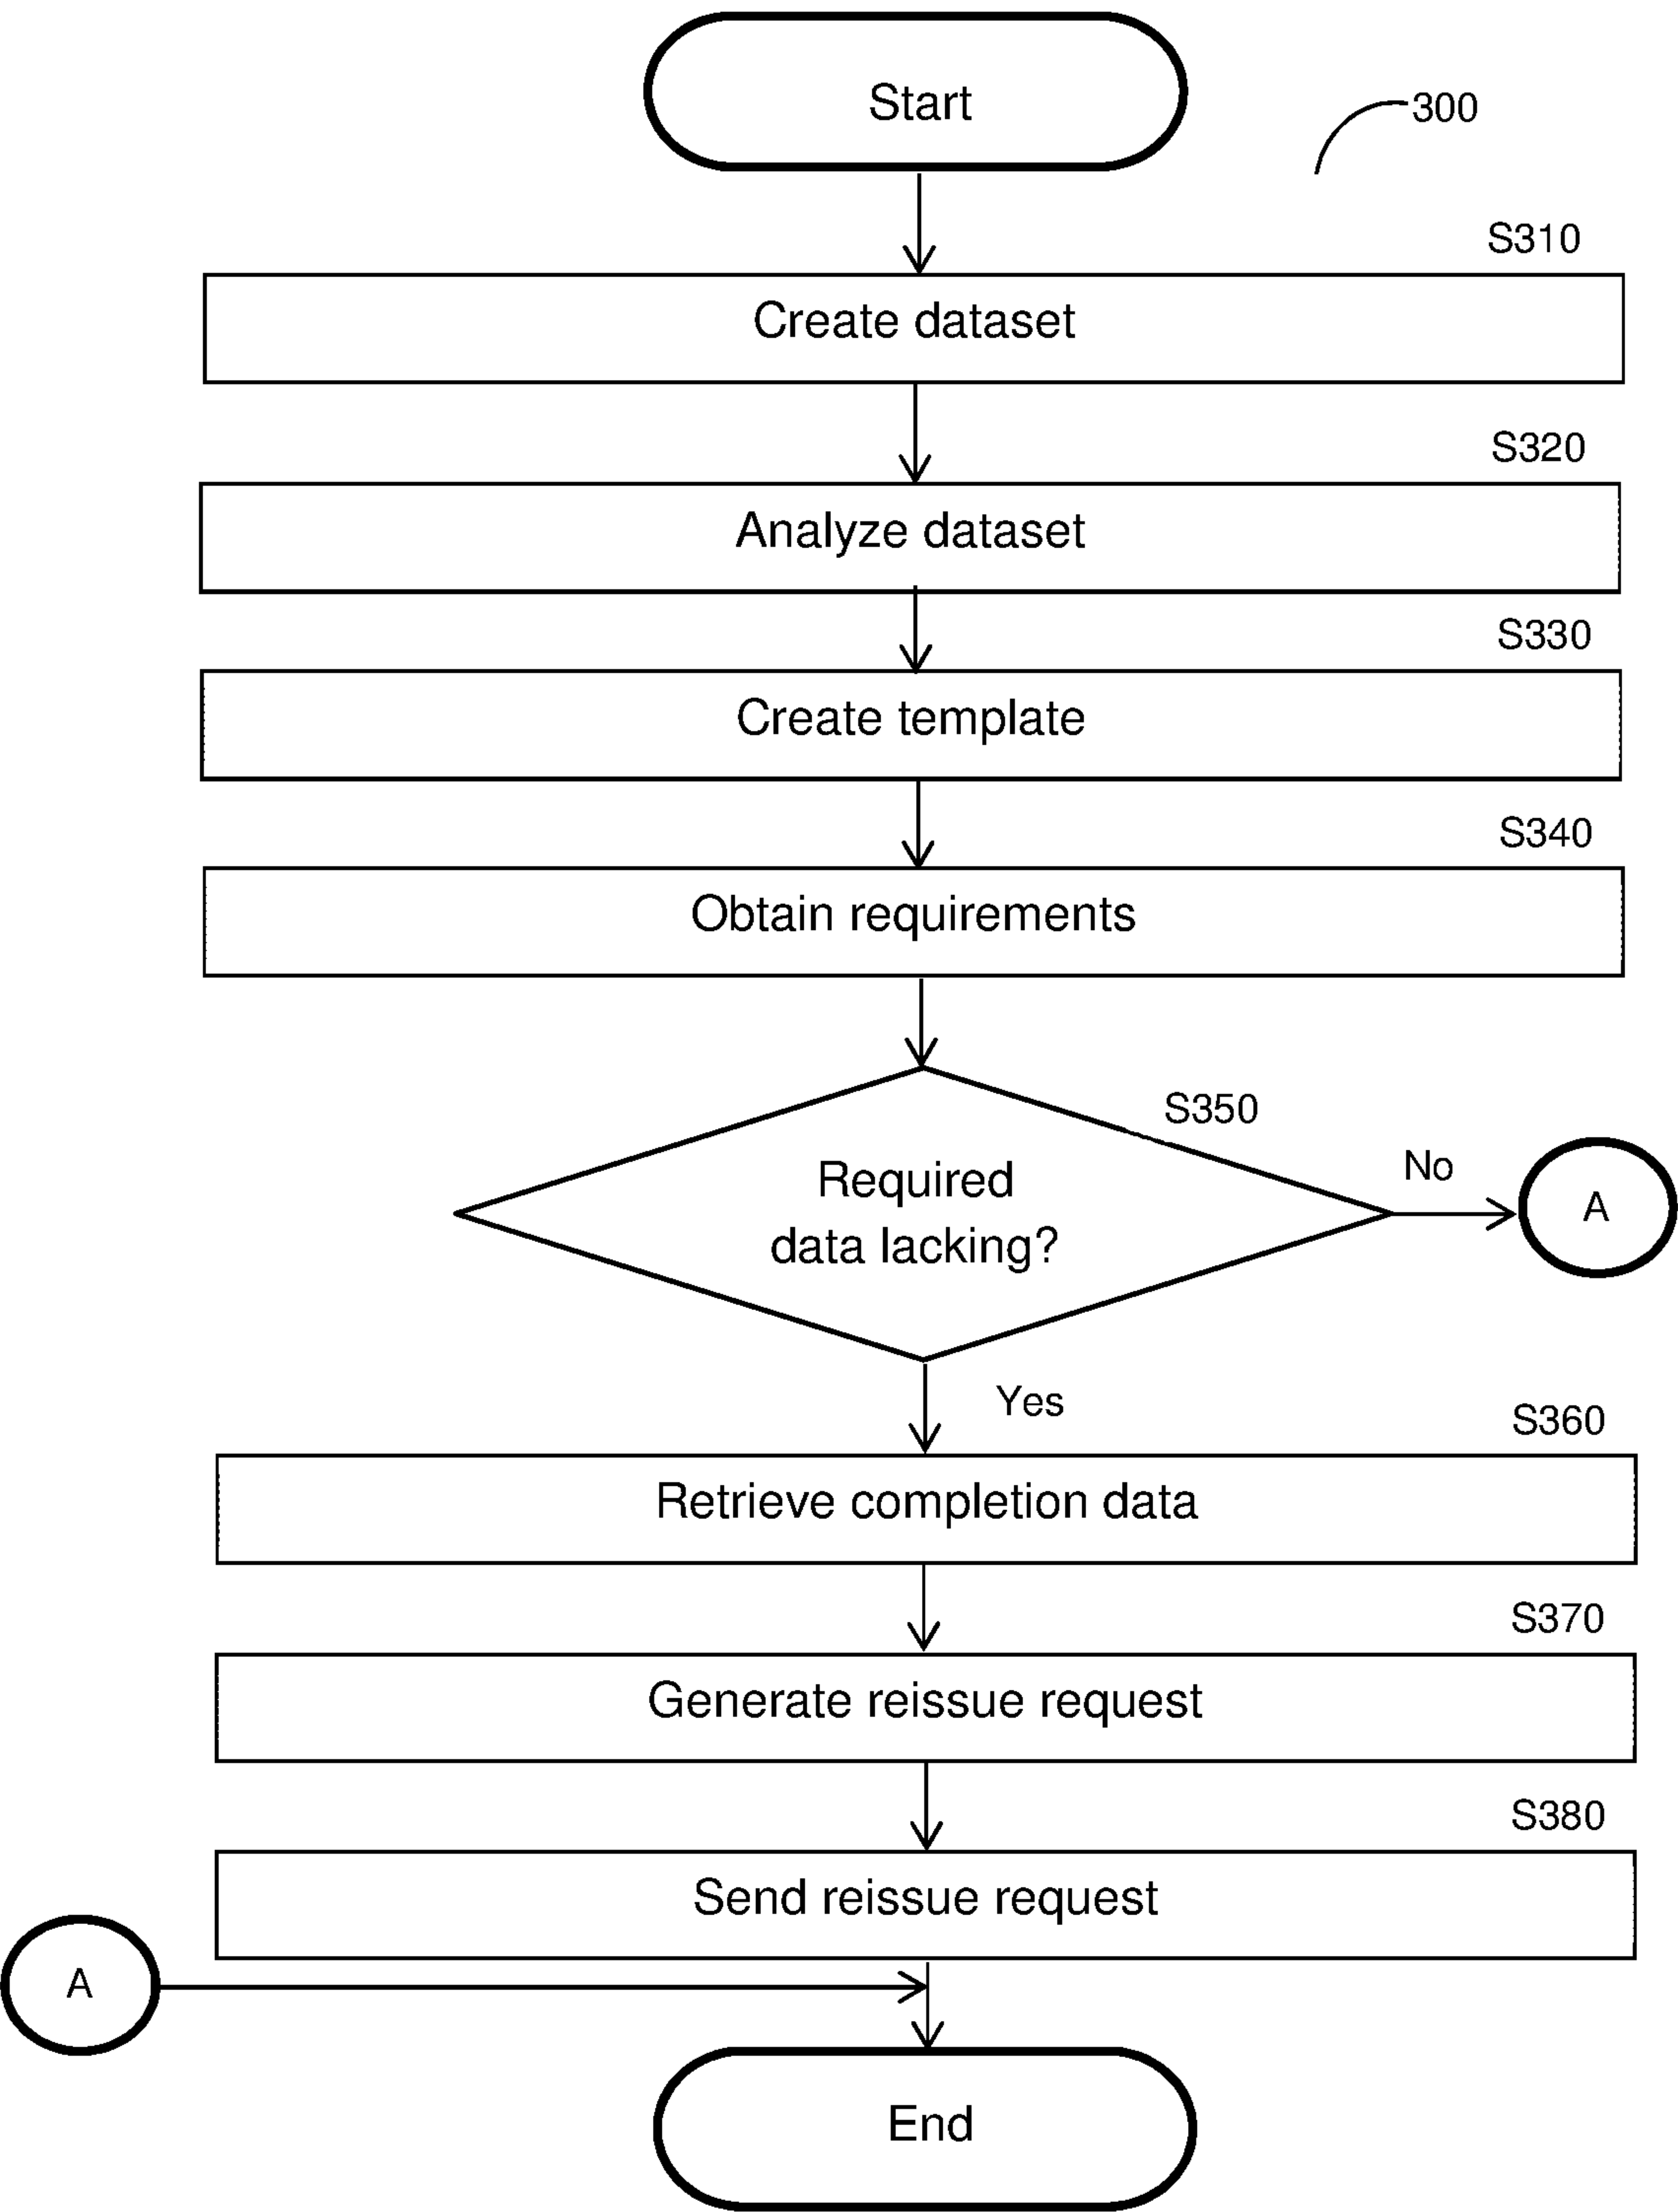 Start
300
S310
Create dataset
S320
Analyze dataset
S330
Create template
S340
Obtain requirements
S350
Required
data lacking?
No
A
Yes
S360
Retrieve completion data
S370
Generate reissue request
S380
Send reissue request
A
End